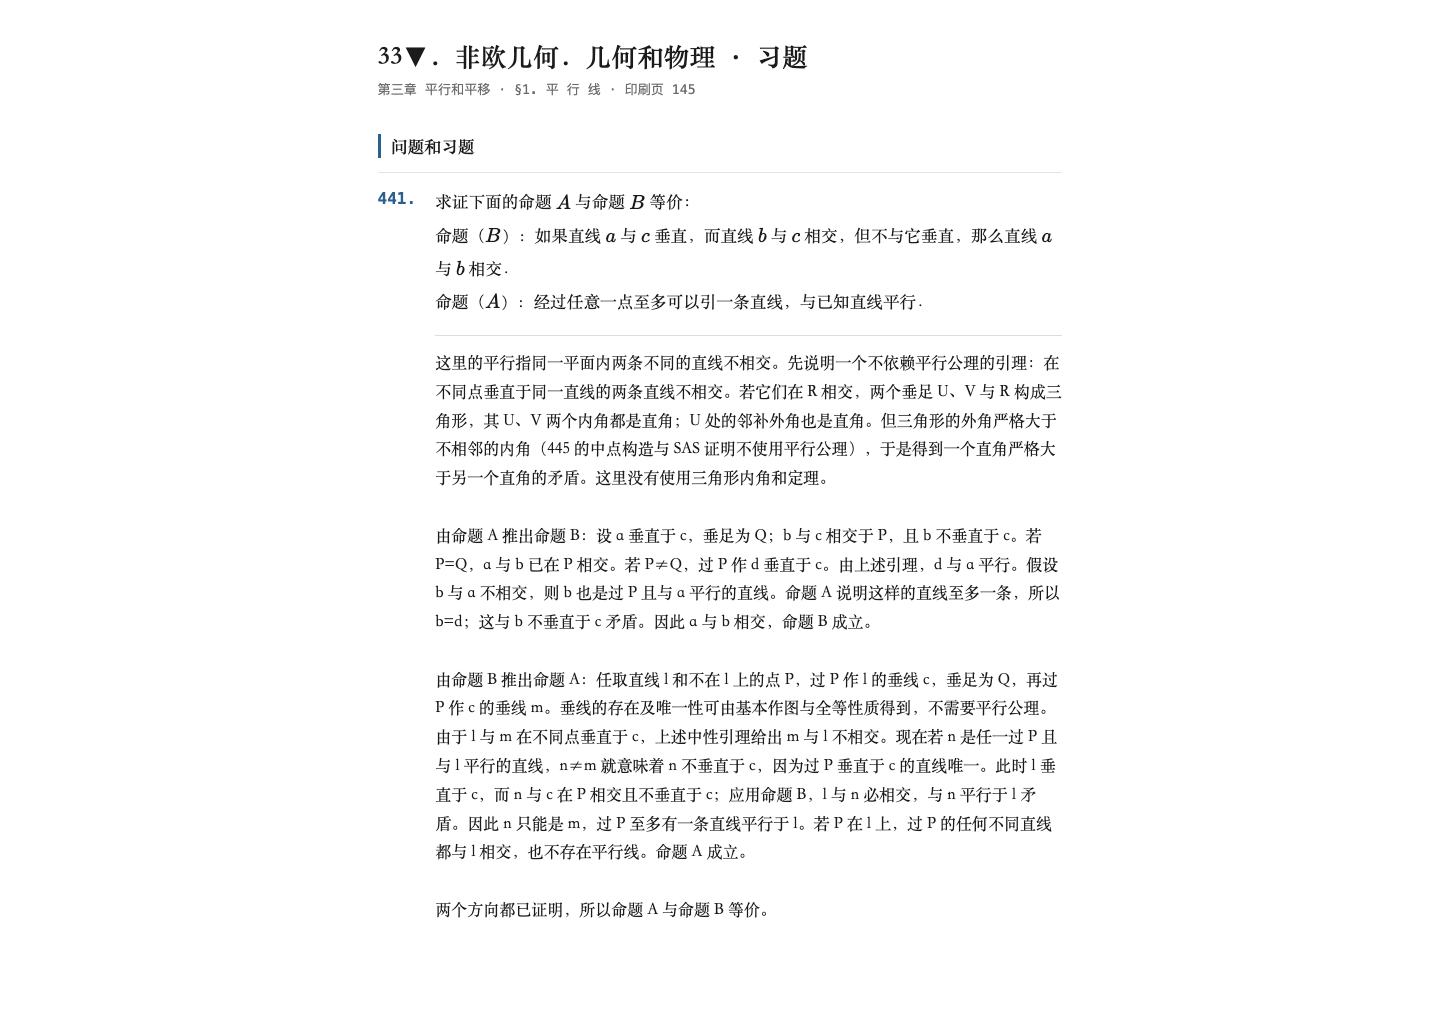 33▼. 非欧几何. 几何和物理 · 习题
第三章 平行和平移 · §1. 平 行 线 · 印刷页 145
问题和习题
441. 求证下面的命题 A 与命题 B 等价：
命题（B）：如果直线 a 与 c 垂直，而直线 b 与 c 相交，但不与它垂直，那么直线 a
与 b 相交.
命题（A）：经过任意一点至多可以引一条直线，与已知直线平行.
这里的平行指同一平面内两条不同的直线不相交。先说明一个不依赖平行公理的引理：在
不同点垂直于同一直线的两条直线不相交。若它们在 R 相交，两个垂足 U、V 与 R 构成三
角形，其 U、V 两个内角都是直角；U 处的邻补外角也是直角。但三角形的外角严格大于
不相邻的内角（445 的中点构造与 SAS 证明不使用平行公理），于是得到一个直角严格大
于另一个直角的矛盾。这里没有使用三角形内角和定理。
由命题 A 推出命题 B：设 a 垂直于 c，垂足为 Q；b 与 c 相交于 P，且 b 不垂直于 c。若
P=Q，a 与 b 已在 P 相交。若 P≠Q，过 P 作 d 垂直于 c。由上述引理，d 与 a 平行。假设
b 与 a 不相交，则 b 也是过 P 且与 a 平行的直线。命题 A 说明这样的直线至多一条，所以
b=d；这与 b 不垂直于 c 矛盾。因此 a 与 b 相交，命题 B 成立。
由命题 B 推出命题 A：任取直线 l 和不在 l 上的点 P，过 P 作 l 的垂线 c，垂足为 Q，再过
P 作 c 的垂线 m。垂线的存在及唯一性可由基本作图与全等性质得到，不需要平行公理。
由于 l 与 m 在不同点垂直于 c，上述中性引理给出 m 与 l 不相交。现在若 n 是任一过 P 且
与 l 平行的直线，n≠m 就意味着 n 不垂直于 c，因为过 P 垂直于 c 的直线唯一。此时 l 垂
直于 c，而 n 与 c 在 P 相交且不垂直于 c；应用命题 B，l 与 n 必相交，与 n 平行于 l 矛
盾。因此 n 只能是 m，过 P 至多有一条直线平行于 l。若 P 在 l 上，过 P 的任何不同直线
都与 l 相交，也不存在平行线。命题 A 成立。
两个方向都已证明，所以命题 A 与命题 B 等价。